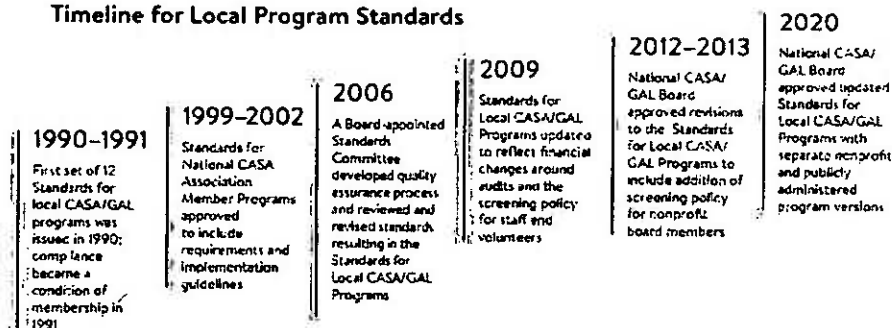 Timeline for Local Program Standards
1990–1991
First set of 12
Standards for
local CASA/GAL
programs was
issued in 1990;
compliance
became a
condition of
membership in
1991
1999–2002
Standards for
National CASA
Association
Member Programs
approved
to include
requirements and
implementation
guidelines
2006
A Board-appointed
Standards
Committee
developed quality
assurance process
and reviewed and
revised standards
resulting in the
Standards for
Local CASA/GAL
Programs
2009
Standards for
Local CASA/GAL
Programs updated
to reflect financial
changes around
audits and the
screening policy
for staff and
volunteers
2012–2013
National CASA/
GAL Board
approved revisions
to the Standards
for Local CASA/
GAL Programs to
include addition of
screening policy
for nonprofit
board members
2020
National CASA/
GAL Board
approved updated
Standards for
Local CASA/GAL
Programs with
separate nonprofit
and publicly
administered
program versions